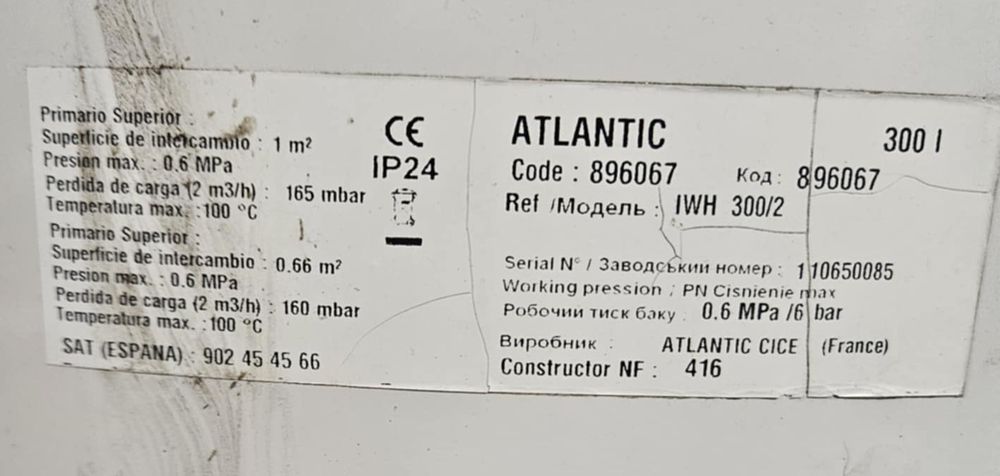 Primario Superior :
Superficie de intercambio : 1 m²
Presion max. : 0.6 MPa
Perdida de carga (2 m3/h) : 165 mbar
Temperatura max. : 100 °C
Primario Superior :
Superficie de intercambio : 0.66 m²
Presion max. : 0.6 MPa
Perdida de carga (2 m3/h) : 160 mbar
Temperatura max. : 100 °C
SAT (ESPANA) : 902 45 45 66
CE
IP24
ATLANTIC
300 l
Code : 896067 Код : 896067
Ref /Модель : IWH 300/2
Serial N° / Заводський номер : 110650085
Working pression ; PN Cisnienie max
Робочии тиск баку : 0.6 MPa /6 bar
Виробник : ATLANTIC CICE (France)
Constructor NF : 416